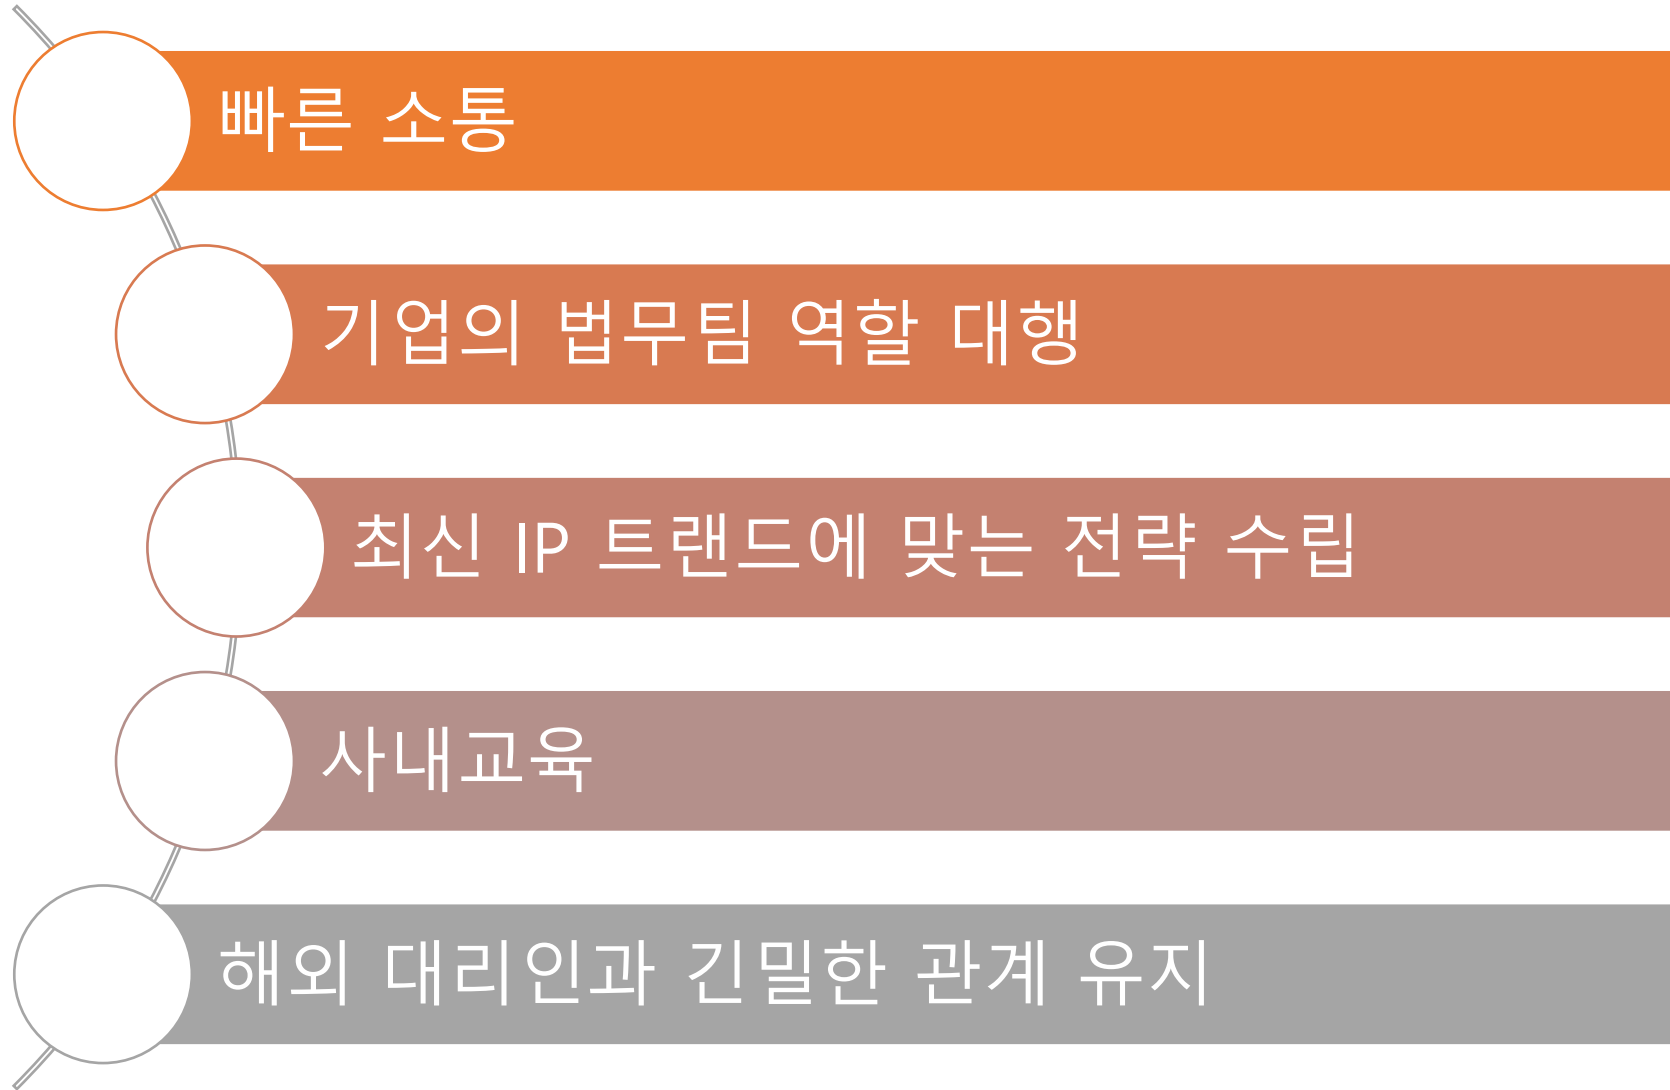 빠른 소통
기업의 법무팀 역할 대행
최신 IP 트랜드에 맞는 전략 수립
사내교육
해외 대리인과 긴밀한 관계 유지